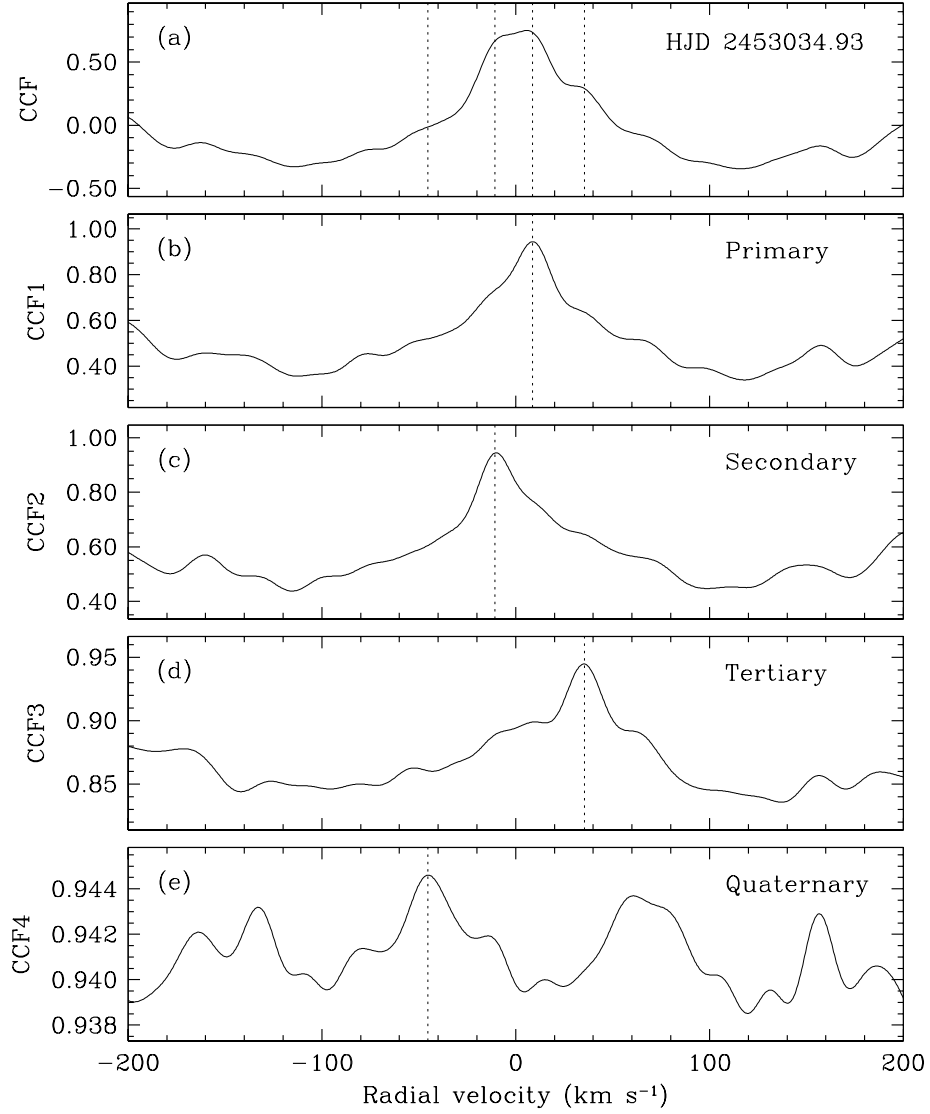 (a)
HJD 2453034.93
CCF
0.50
0.00
−0.50
(b)
Primary
CCF1
1.00
0.80
0.60
0.40
(c)
Secondary
CCF2
1.00
0.80
0.60
0.40
(d)
Tertiary
CCF3
0.95
0.90
0.85
(e)
Quaternary
CCF4
0.944
0.942
0.940
0.938
−200 −100 0 100 200
Radial velocity (km s⁻¹)